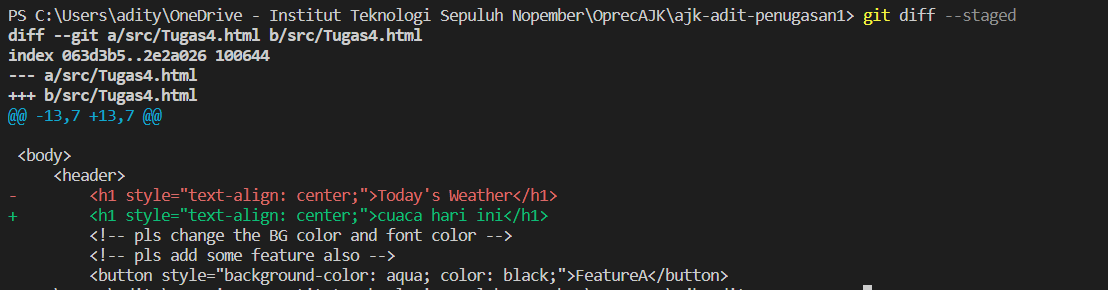 PS C:\Users\adity\OneDrive - Institut Teknologi Sepuluh Nopember\OprecAJK\ajk-adit-penugasan1> git diff --staged
diff --git a/src/Tugas4.html b/src/Tugas4.html
index 063d3b5..2e2a026 100644
--- a/src/Tugas4.html
+++ b/src/Tugas4.html
@@ -13,7 +13,7 @@
 <body>
     <header>
-        <h1 style="text-align: center;">Today's Weather</h1>
+        <h1 style="text-align: center;">cuaca hari ini</h1>
         <!-- pls change the BG color and font color -->
         <!-- pls add some feature also -->
         <button style="background-color: aqua; color: black;">FeatureA</button>